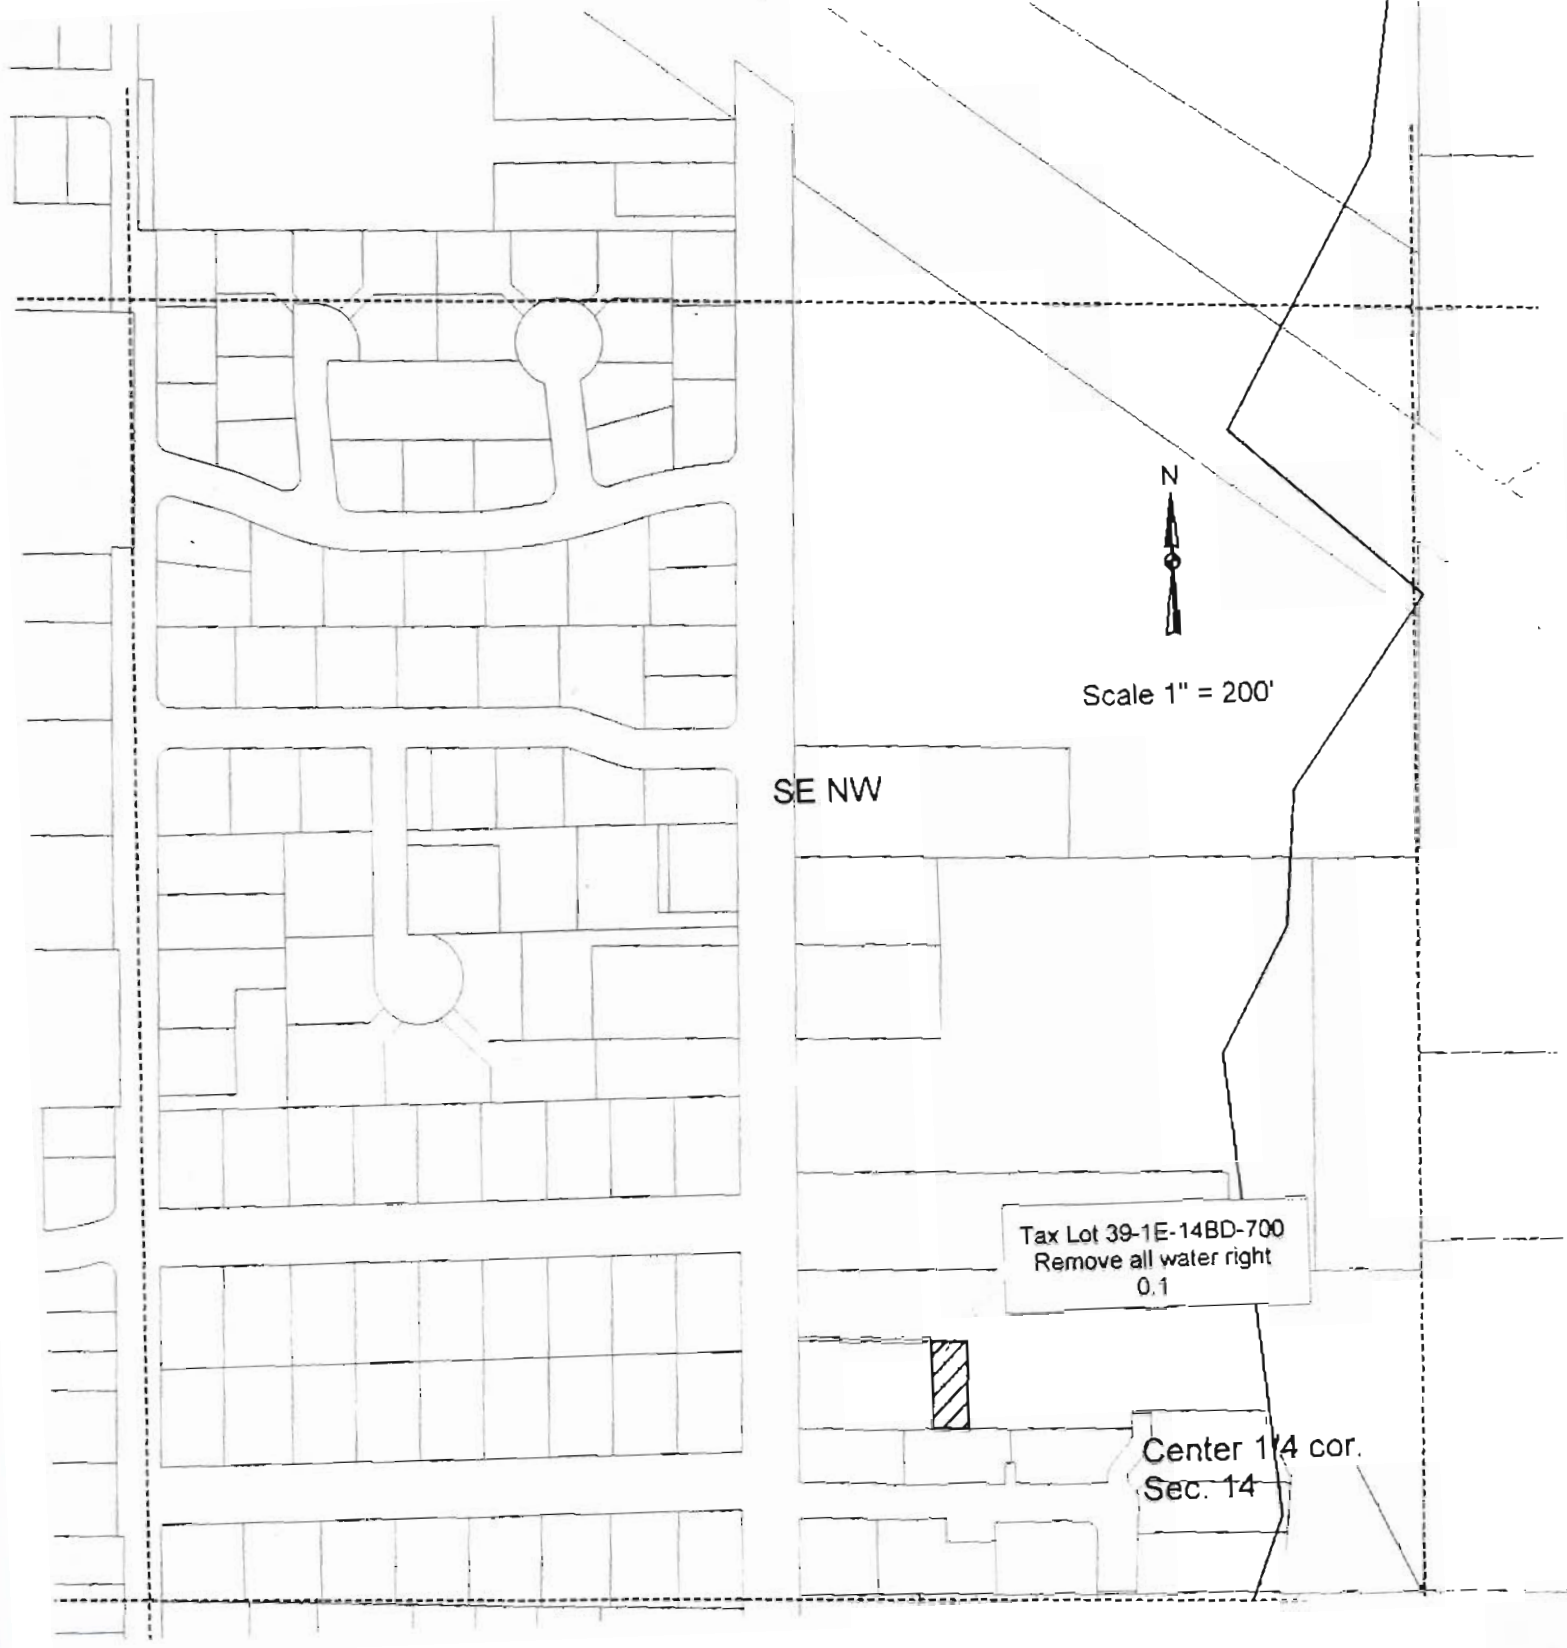 N
Scale 1" = 200'
SE NW
Tax Lot 39-1E-14BD-700
Remove all water right
0.1
Center 1/4 cor.
Sec. 14